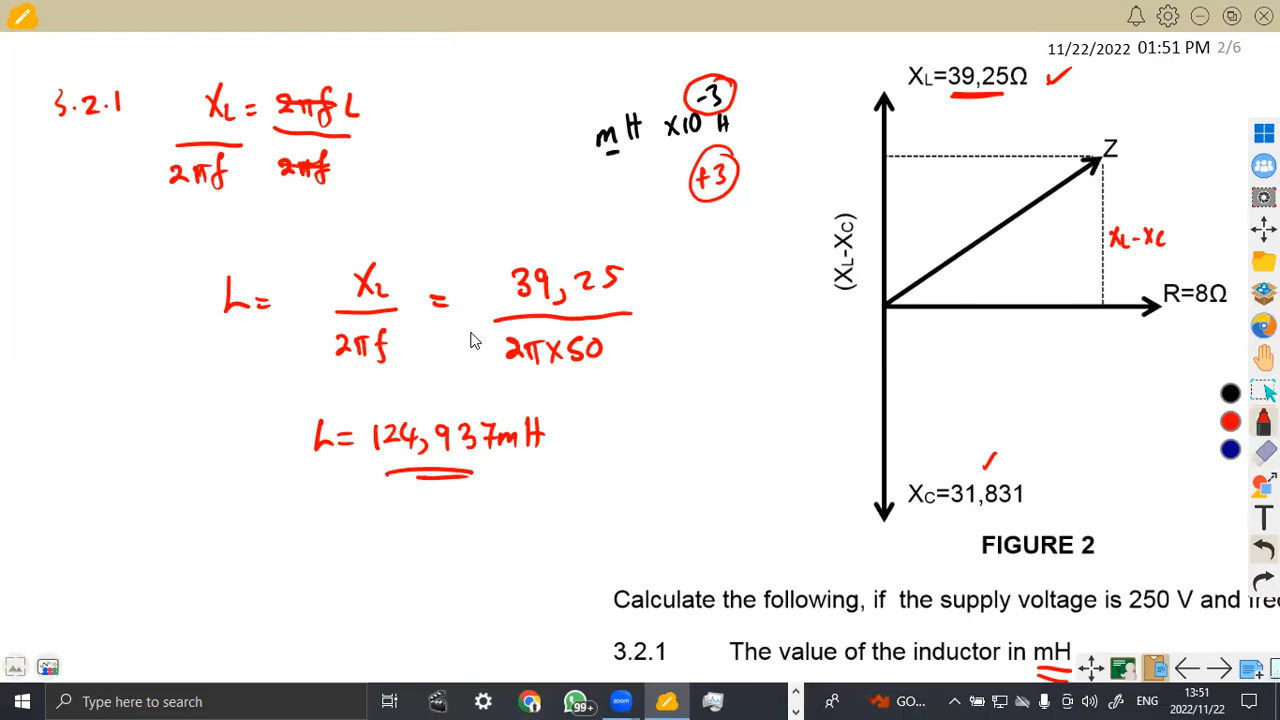 11/22/2022 01:51 PM 2/6
3.2.1 XL = 2πf L
2πf 2πf
mH x10 -3 H
+3
L = XL / 2πf = 39,25 / 2π x 50
L = 124,937mH
XL=39,25Ω
Z
(XL-XC)
XL-XC
R=8Ω
XC=31,831
FIGURE 2
Calculate the following, if the supply voltage is 250 V and
3.2.1 The value of the inductor in mH
Type here to search
99+
zoom
GO...
ENG
13:51
2022/11/22
T